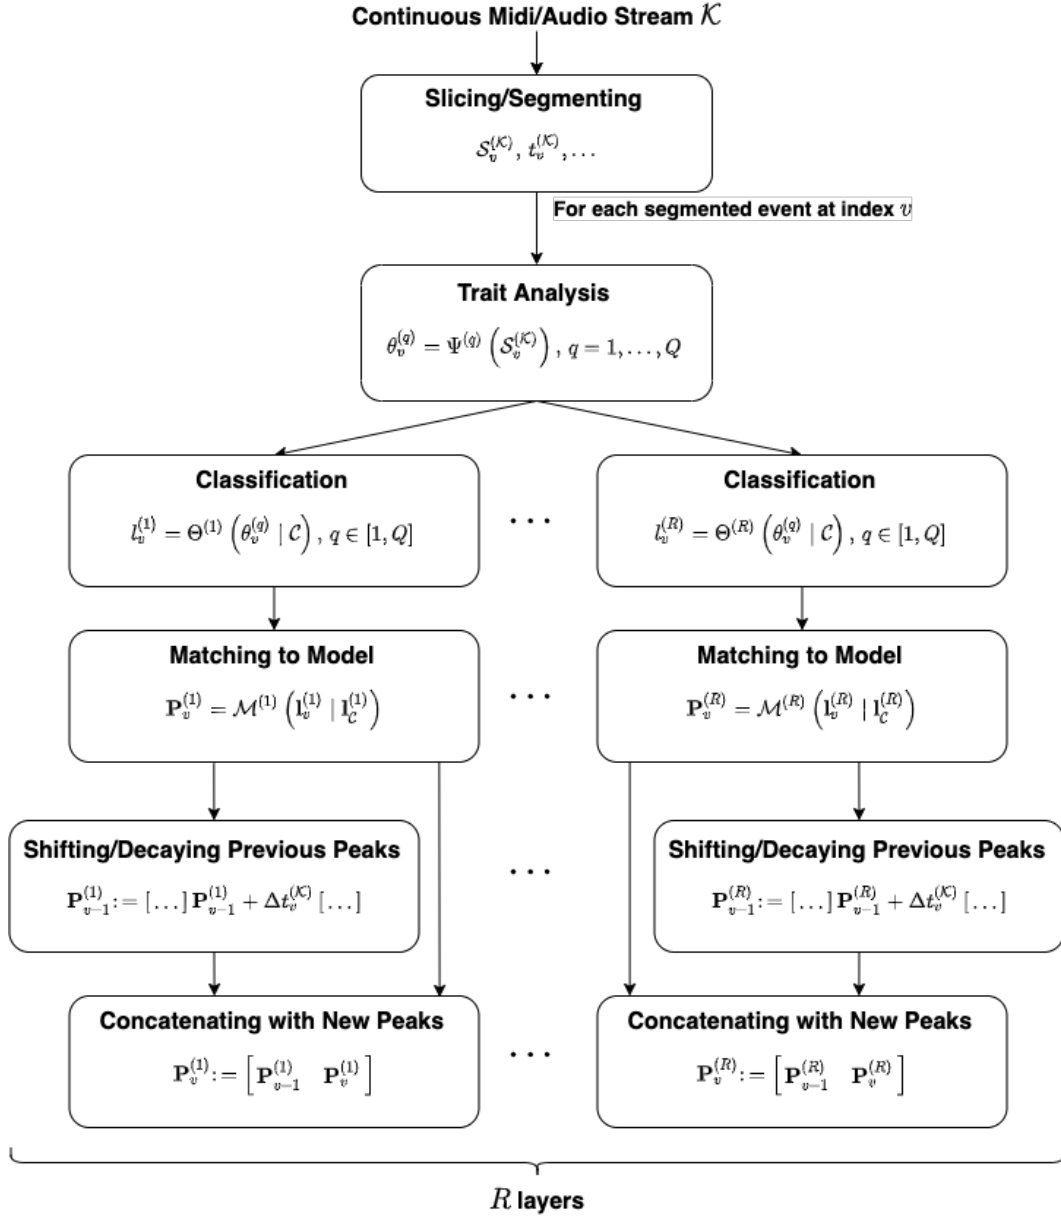 Continuous Midi/Audio Stream 𝒦
Slicing/Segmenting
𝒮_v^{(𝒦)}, t_v^{(𝒦)}, ...
For each segmented event at index v
Trait Analysis
θ_v^{(q)} = Ψ^{(q)} (𝒮_v^{(𝒦)}), q = 1, ..., Q
Classification
l_v^{(1)} = Θ^{(1)} (θ_v^{(q)} | 𝒞), q ∈ [1, Q]
...
Classification
l_v^{(R)} = Θ^{(R)} (θ_v^{(q)} | 𝒞), q ∈ [1, Q]
Matching to Model
𝐏_v^{(1)} = ℳ^{(1)} (𝐥_v^{(1)} | 𝐥_𝒞^{(1)})
...
Matching to Model
𝐏_v^{(R)} = ℳ^{(R)} (𝐥_v^{(R)} | 𝐥_𝒞^{(R)})
Shifting/Decaying Previous Peaks
𝐏_{v−1}^{(1)} := [...] 𝐏_{v−1}^{(1)} + Δt_v^{(𝒦)} [...]
...
Shifting/Decaying Previous Peaks
𝐏_{v−1}^{(R)} := [...] 𝐏_{v−1}^{(R)} + Δt_v^{(𝒦)} [...]
Concatenating with New Peaks
𝐏_v^{(1)} := [𝐏_{v−1}^{(1)} 𝐏_v^{(1)}]
...
Concatenating with New Peaks
𝐏_v^{(R)} := [𝐏_{v−1}^{(R)} 𝐏_v^{(R)}]
R layers